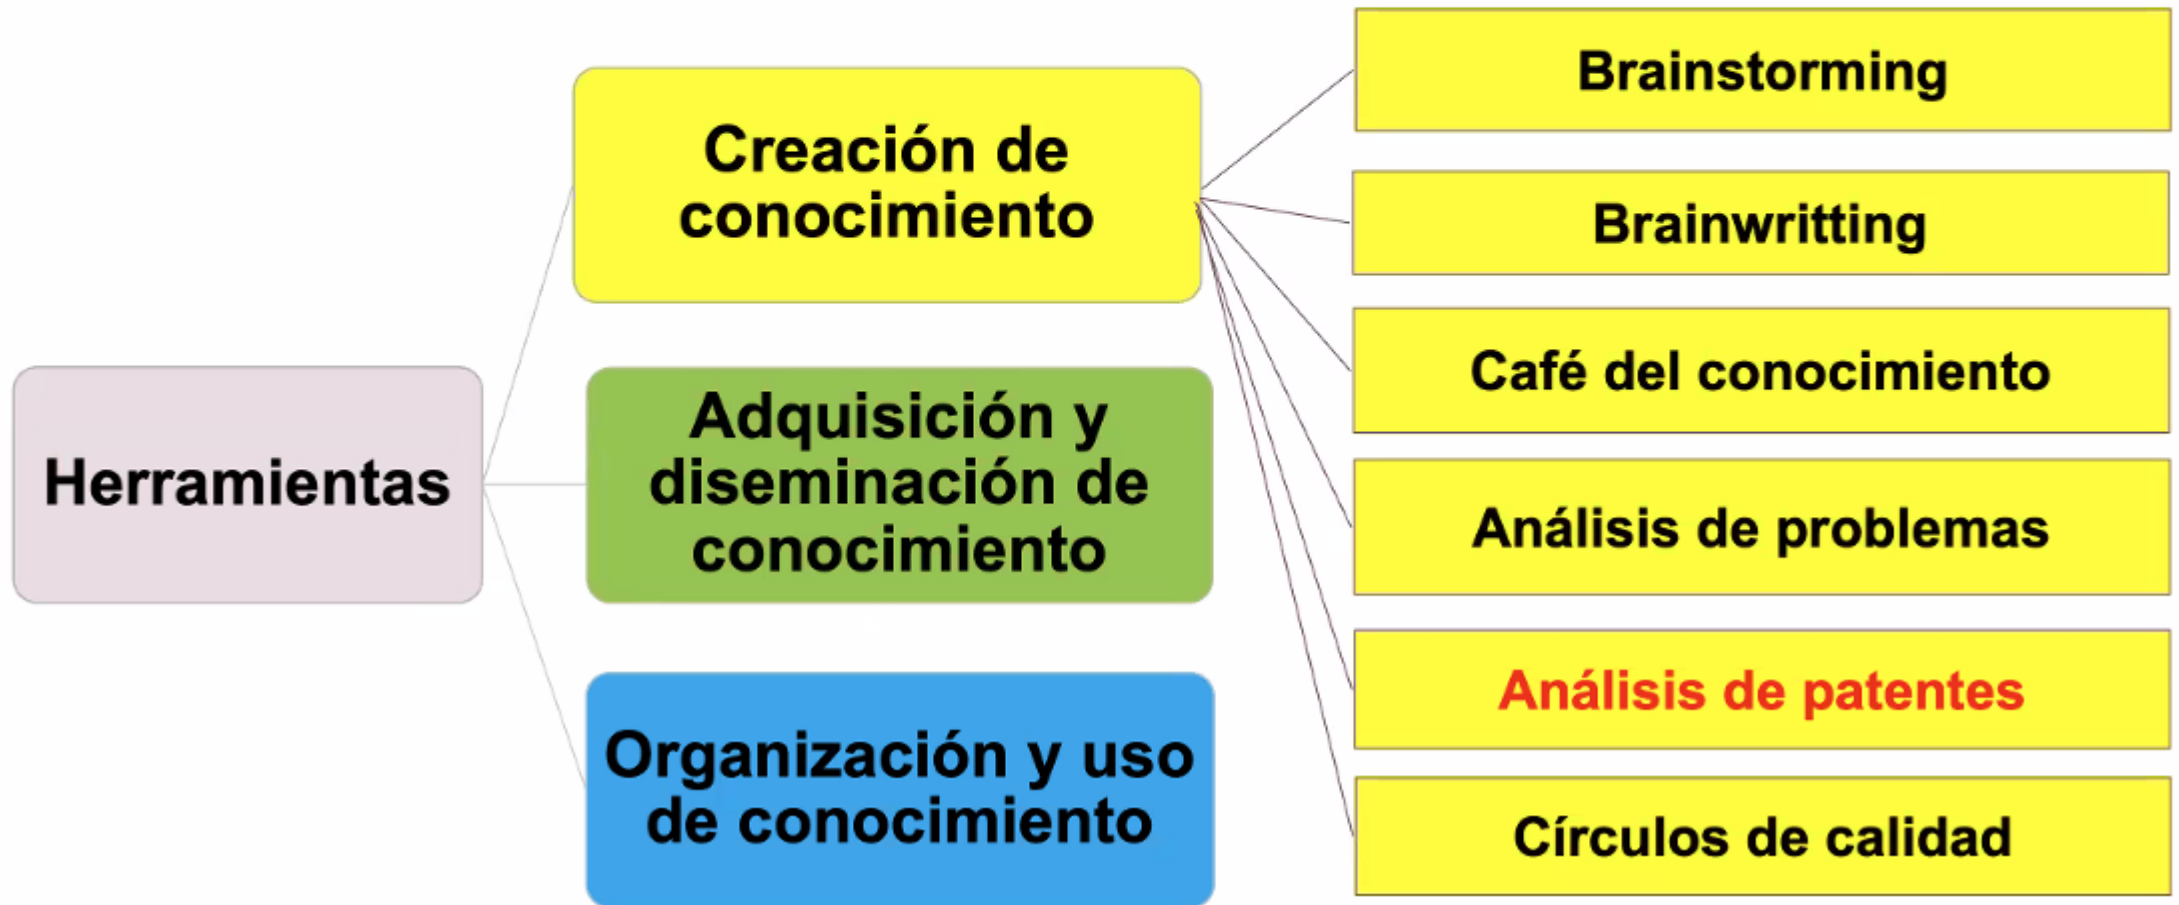 Herramientas
Creación de
conocimiento
Adquisición y
diseminación de
conocimiento
Organización y uso
de conocimiento
Brainstorming
Brainwritting
Café del conocimiento
Análisis de problemas
Análisis de patentes
Círculos de calidad